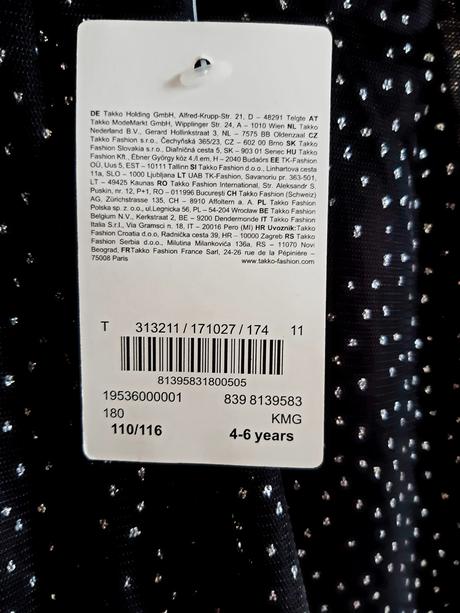 DE Takko Holding GmbH, Alfred-Krupp-Str. 21, D – 48291 Telgte AT
Takko ModeMarkt GmbH, Wipplinger Str. 24, A – 1010 Wien NL Takko
Nederland B.V., Gerard Hollinkstraat 3, NL – 7575 BB Oldenzaal CZ
Takko Fashion s.r.o., Čechyňská 365/23, CZ – 602 00 Brno SK Takko
Fashion Slovakia s.r.o., Diaľničná cesta 5, SK – 903 01 Senec HU Takko
Fashion Kft., Ébner György köz 4./I.em, H – 2040 Budaörs EE TK-Fashion
OÜ, Uus 5, EST – 10111 Tallinn SI Takko Fashion d.o.o., Linhartova cesta
11a, SLO – 1000 Ljubljana LT UAB TK-Fashion, Savanoriu pr. 363-501,
LT – 49425 Kaunas RO Takko Fashion International, Str. Aleksandr S.
Puskin, nr. 12, P+1, RO – 011996 București CH Takko Fashion (Schweiz)
AG, Zürichstrasse 135, CH – 8910 Affoltern a. A. PL Takko Fashion
Polska sp. z o.o., ul.Legnicka 56, PL – 54-204 Wrocław BE Takko Fashion
Belgium N.V., Kerkstraat 2, BE – 9200 Dendermonde IT Takko Fashion
Italia S.r.l., Via Gramsci n. 18, IT – 20016 Pero (MI) HR Uvoznik:Takko
Fashion Croatia d.o.o, Radnička cesta 39, HR – 10000 Zagreb RS Takko
Fashion Serbia d.o.o., Milutina Milankovića 136a, RS – 11070 Novi
Beograd, FRTakko Fashion France Sarl, 24-26 rue de la Pépinière –
75008 Paris www.takko-fashion.com
T 313211 / 171027 / 174 11
81395831800505
19536000001 839 8139583
180 KMG
110/116 4-6 years